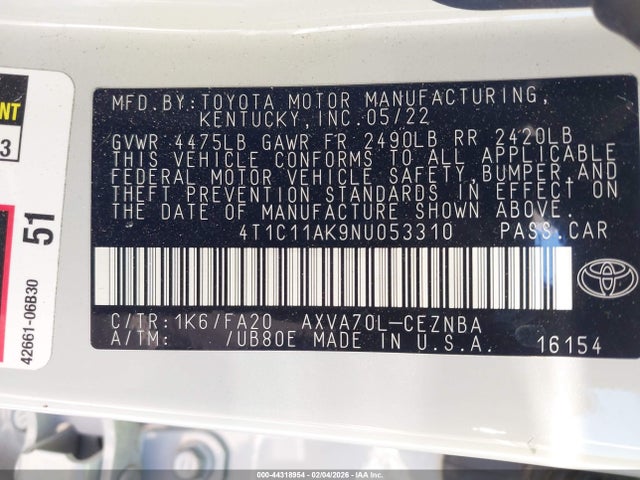 MFD.BY:TOYOTA MOTOR MANUFACTURING,
KENTUCKY, INC.05/22
GVWR 4475LB GAWR FR 2490LB RR 2420LB
THIS VEHICLE CONFORMS TO ALL APPLICABLE
FEDERAL MOTOR VEHICLE SAFETY,BUMPER,AND
THEFT PREVENTION STANDARDS IN EFFECT ON
THE DATE OF MANUFACTURE SHOWN ABOVE.
4T1C11AK9NU053310 PASS.CAR
C/TR:1K6/FA20 AXVA70L-CEZNBA
A/TM: /UB80E MADE IN U.S.A. 16154
TOYOTA
NT
3
51
42661-06B30
000-44318954 - 02/04/2026 - IAA Inc.